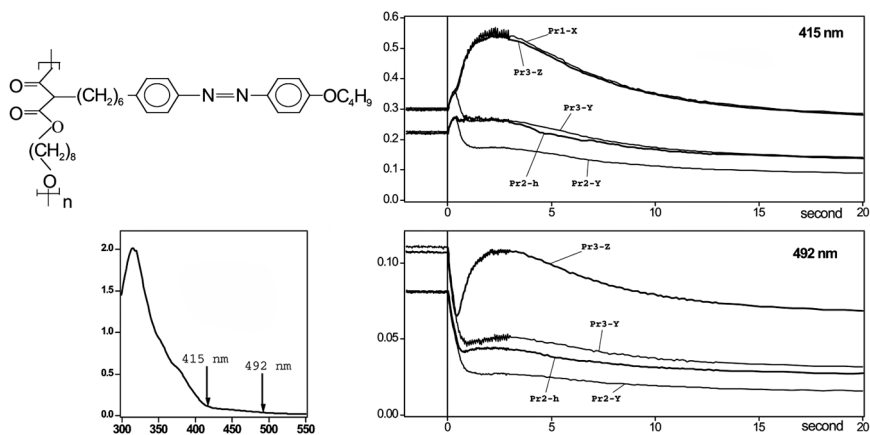 O
O
(CH2)6
N=N
OC4H9
O
(CH2)8
O
n
2.0
1.5
1.0
0.5
0.0
415 nm
492 nm
300
350
400
450
500
550
0.6
0.5
0.4
0.3
0.2
0.1
0.0
415 nm
Pr1-X
Pr3-Z
Pr3-Y
Pr2-h
Pr2-Y
0
5
10
15
20
second
0.10
0.05
0.00
492 nm
Pr3-Z
Pr3-Y
Pr2-h
Pr2-Y
0
5
10
15
20
second